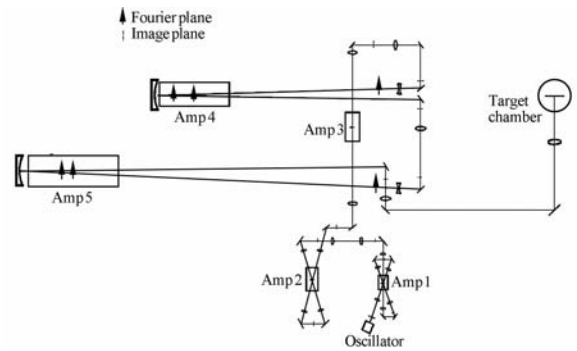 Fourier plane
Image plane
Amp 4
Amp 3
Target
chamber
Amp 5
Amp 2
Amp 1
Oscillator